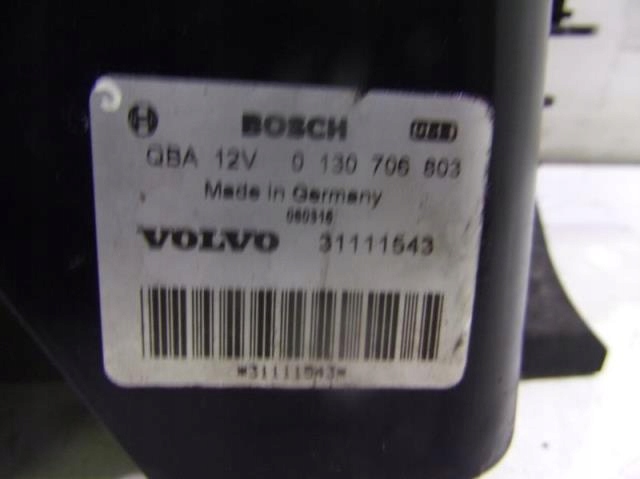 BOSCH
QBA 12V 0 130 706 803
Made in Germany
060316
VOLVO 31111543
*31111543*